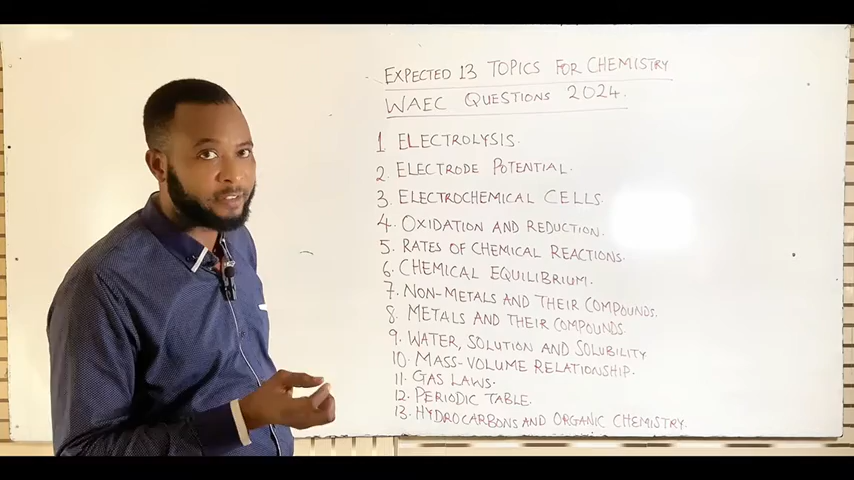 EXPECTED 13 TOPICS FOR CHEMISTRY
WAEC QUESTIONS 2024.
1 ELECTROLYSIS.
2. ELECTRODE POTENTIAL.
3. ELECTROCHEMICAL CELLS
4. OXIDATION AND REDUCTION.
5. RATES OF CHEMICAL REACTIONS.
6. CHEMICAL EQUILIBRIUM.
7. NON-METALS AND THEIR COMPOUNDS.
8. METALS AND THEIR COMPOUNDS.
9. WATER, SOLUTION AND SOLUBILITY
10. MASS-VOLUME RELATIONSHIP.
11. GAS LAWS.
12. PERIODIC TABLE.
13. HYDROCARBONS AND ORGANIC CHEMISTRY.